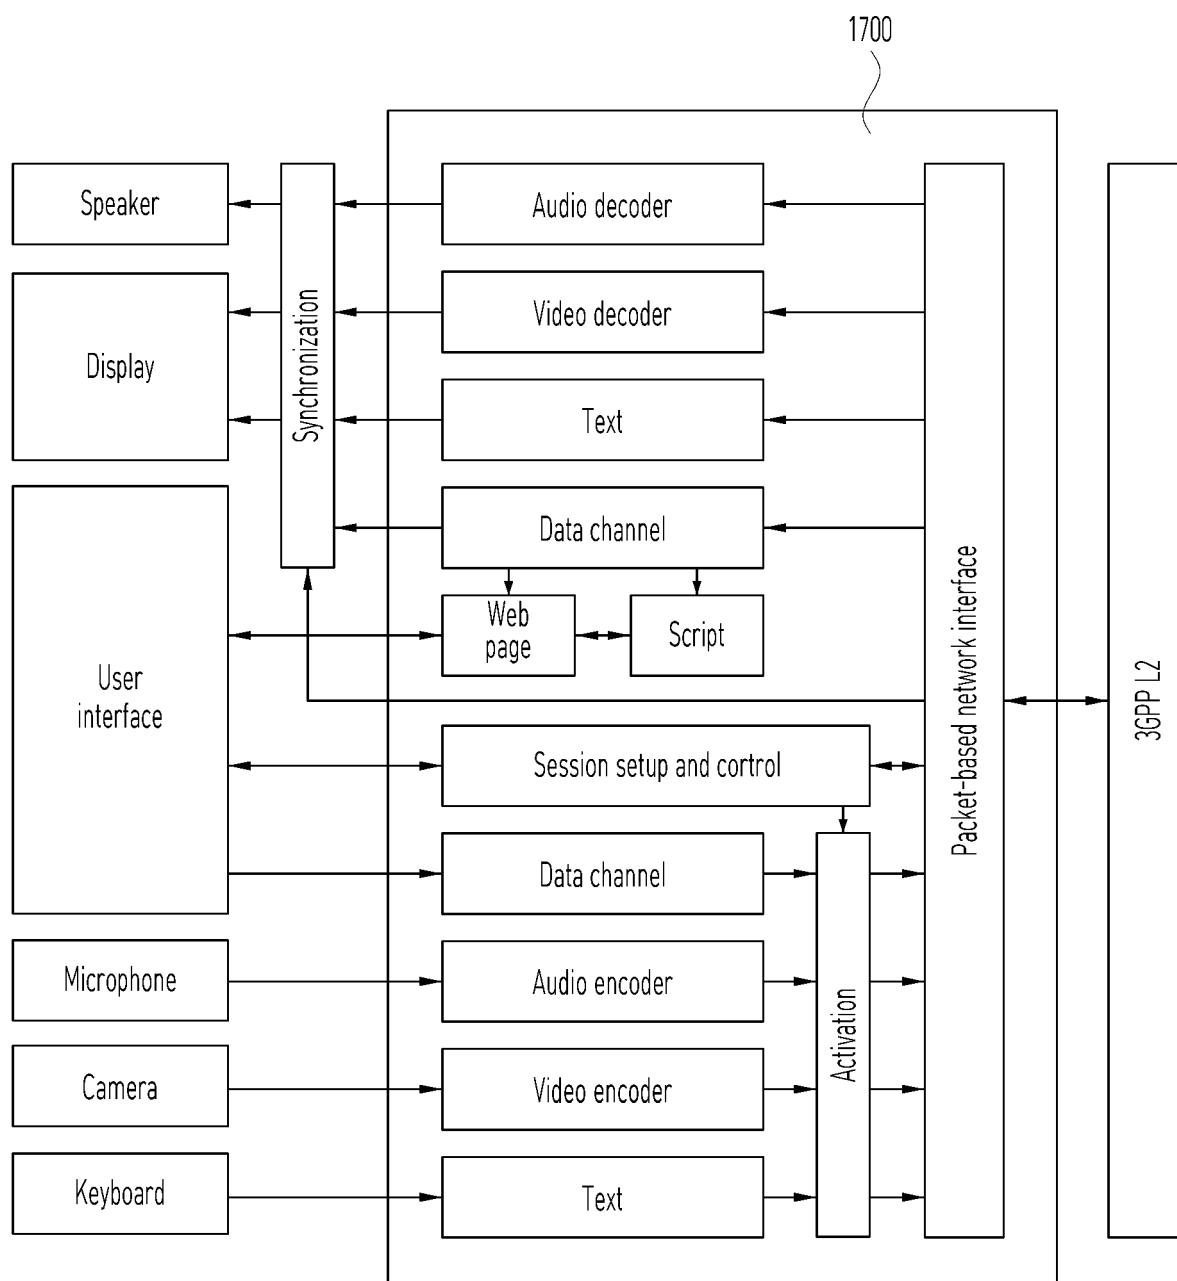 1700
Speaker
Audio decoder
Video decoder
Display
Synchronization
Text
Data channel
Web
page
Script
User
interface
Session setup and cortrol
Packet-based network interface
3GPP L2
Data channel
Microphone
Audio encoder
Activation
Camera
Video encoder
Keyboard
Text